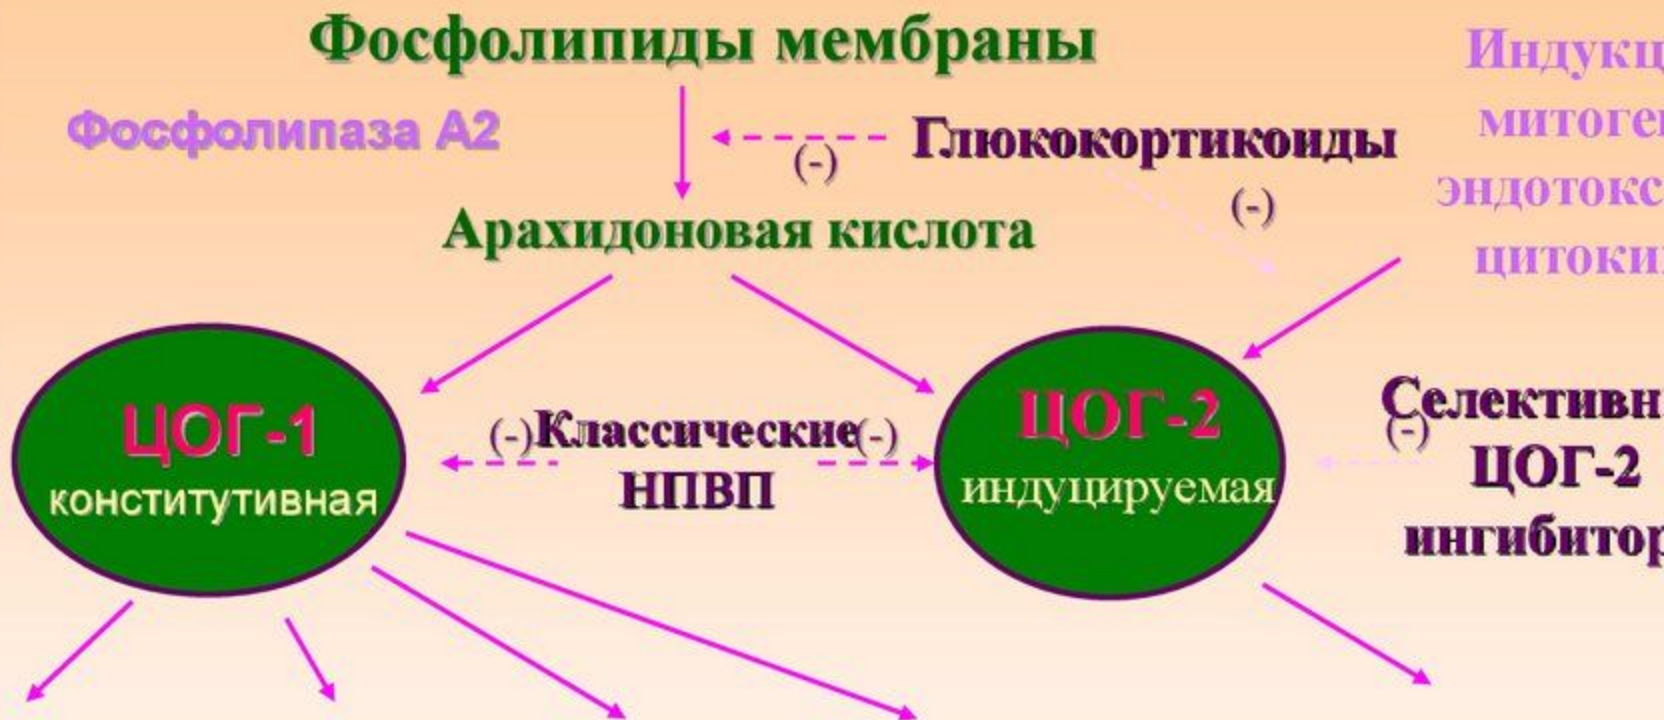 Фосфолипиды мембраны
Фосфолипаза А2
(-)
Глюкокортикоиды
(-)
Арахидоновая кислота
ЦОГ-1
конститутивная
(-)Классические(-)
НПВП
ЦОГ-2
индуцируемая
(-)
ЦОГ-2